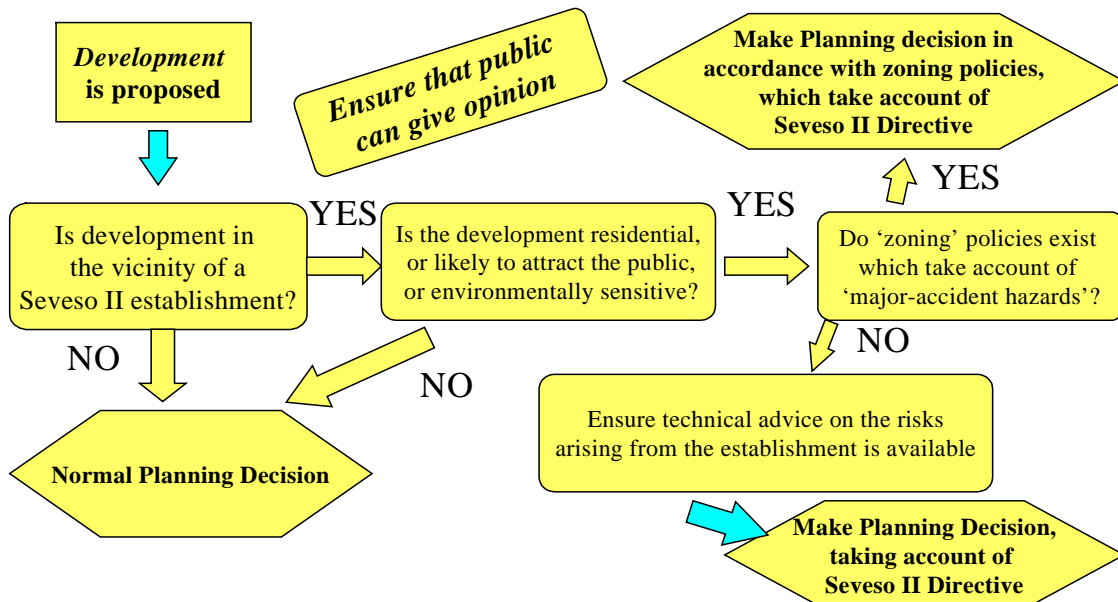 Development
is proposed
Ensure that public
can give opinion
Make Planning decision in
accordance with zoning policies,
which take account of
Seveso II Directive
YES
Is development in
the vicinity of a
Seveso II establishment?
YES
Is the development residential,
or likely to attract the public,
or environmentally sensitive?
YES
Do ‘zoning’ policies exist
which take account of
‘major-accident hazards’?
NO
NO
NO
Normal Planning Decision
Ensure technical advice on the risks
arising from the establishment is available
Make Planning Decision,
taking account of
Seveso II Directive